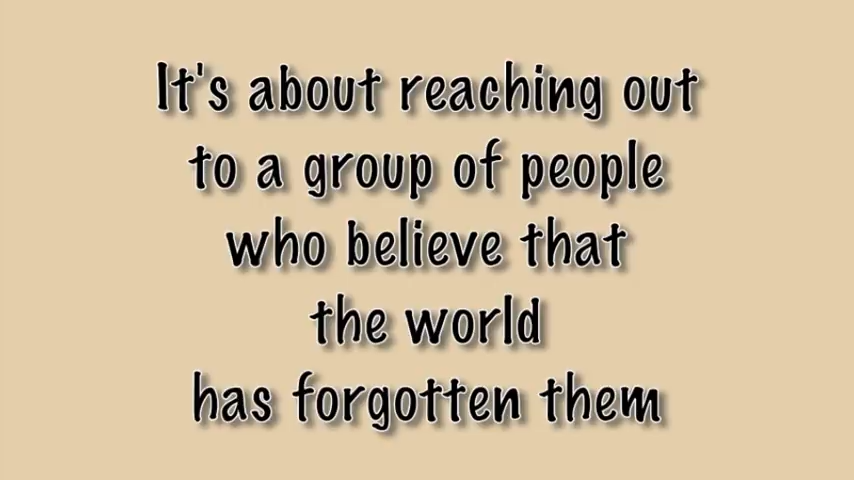 It's about reaching out
to a group of people
who believe that
the world
has forgotten them